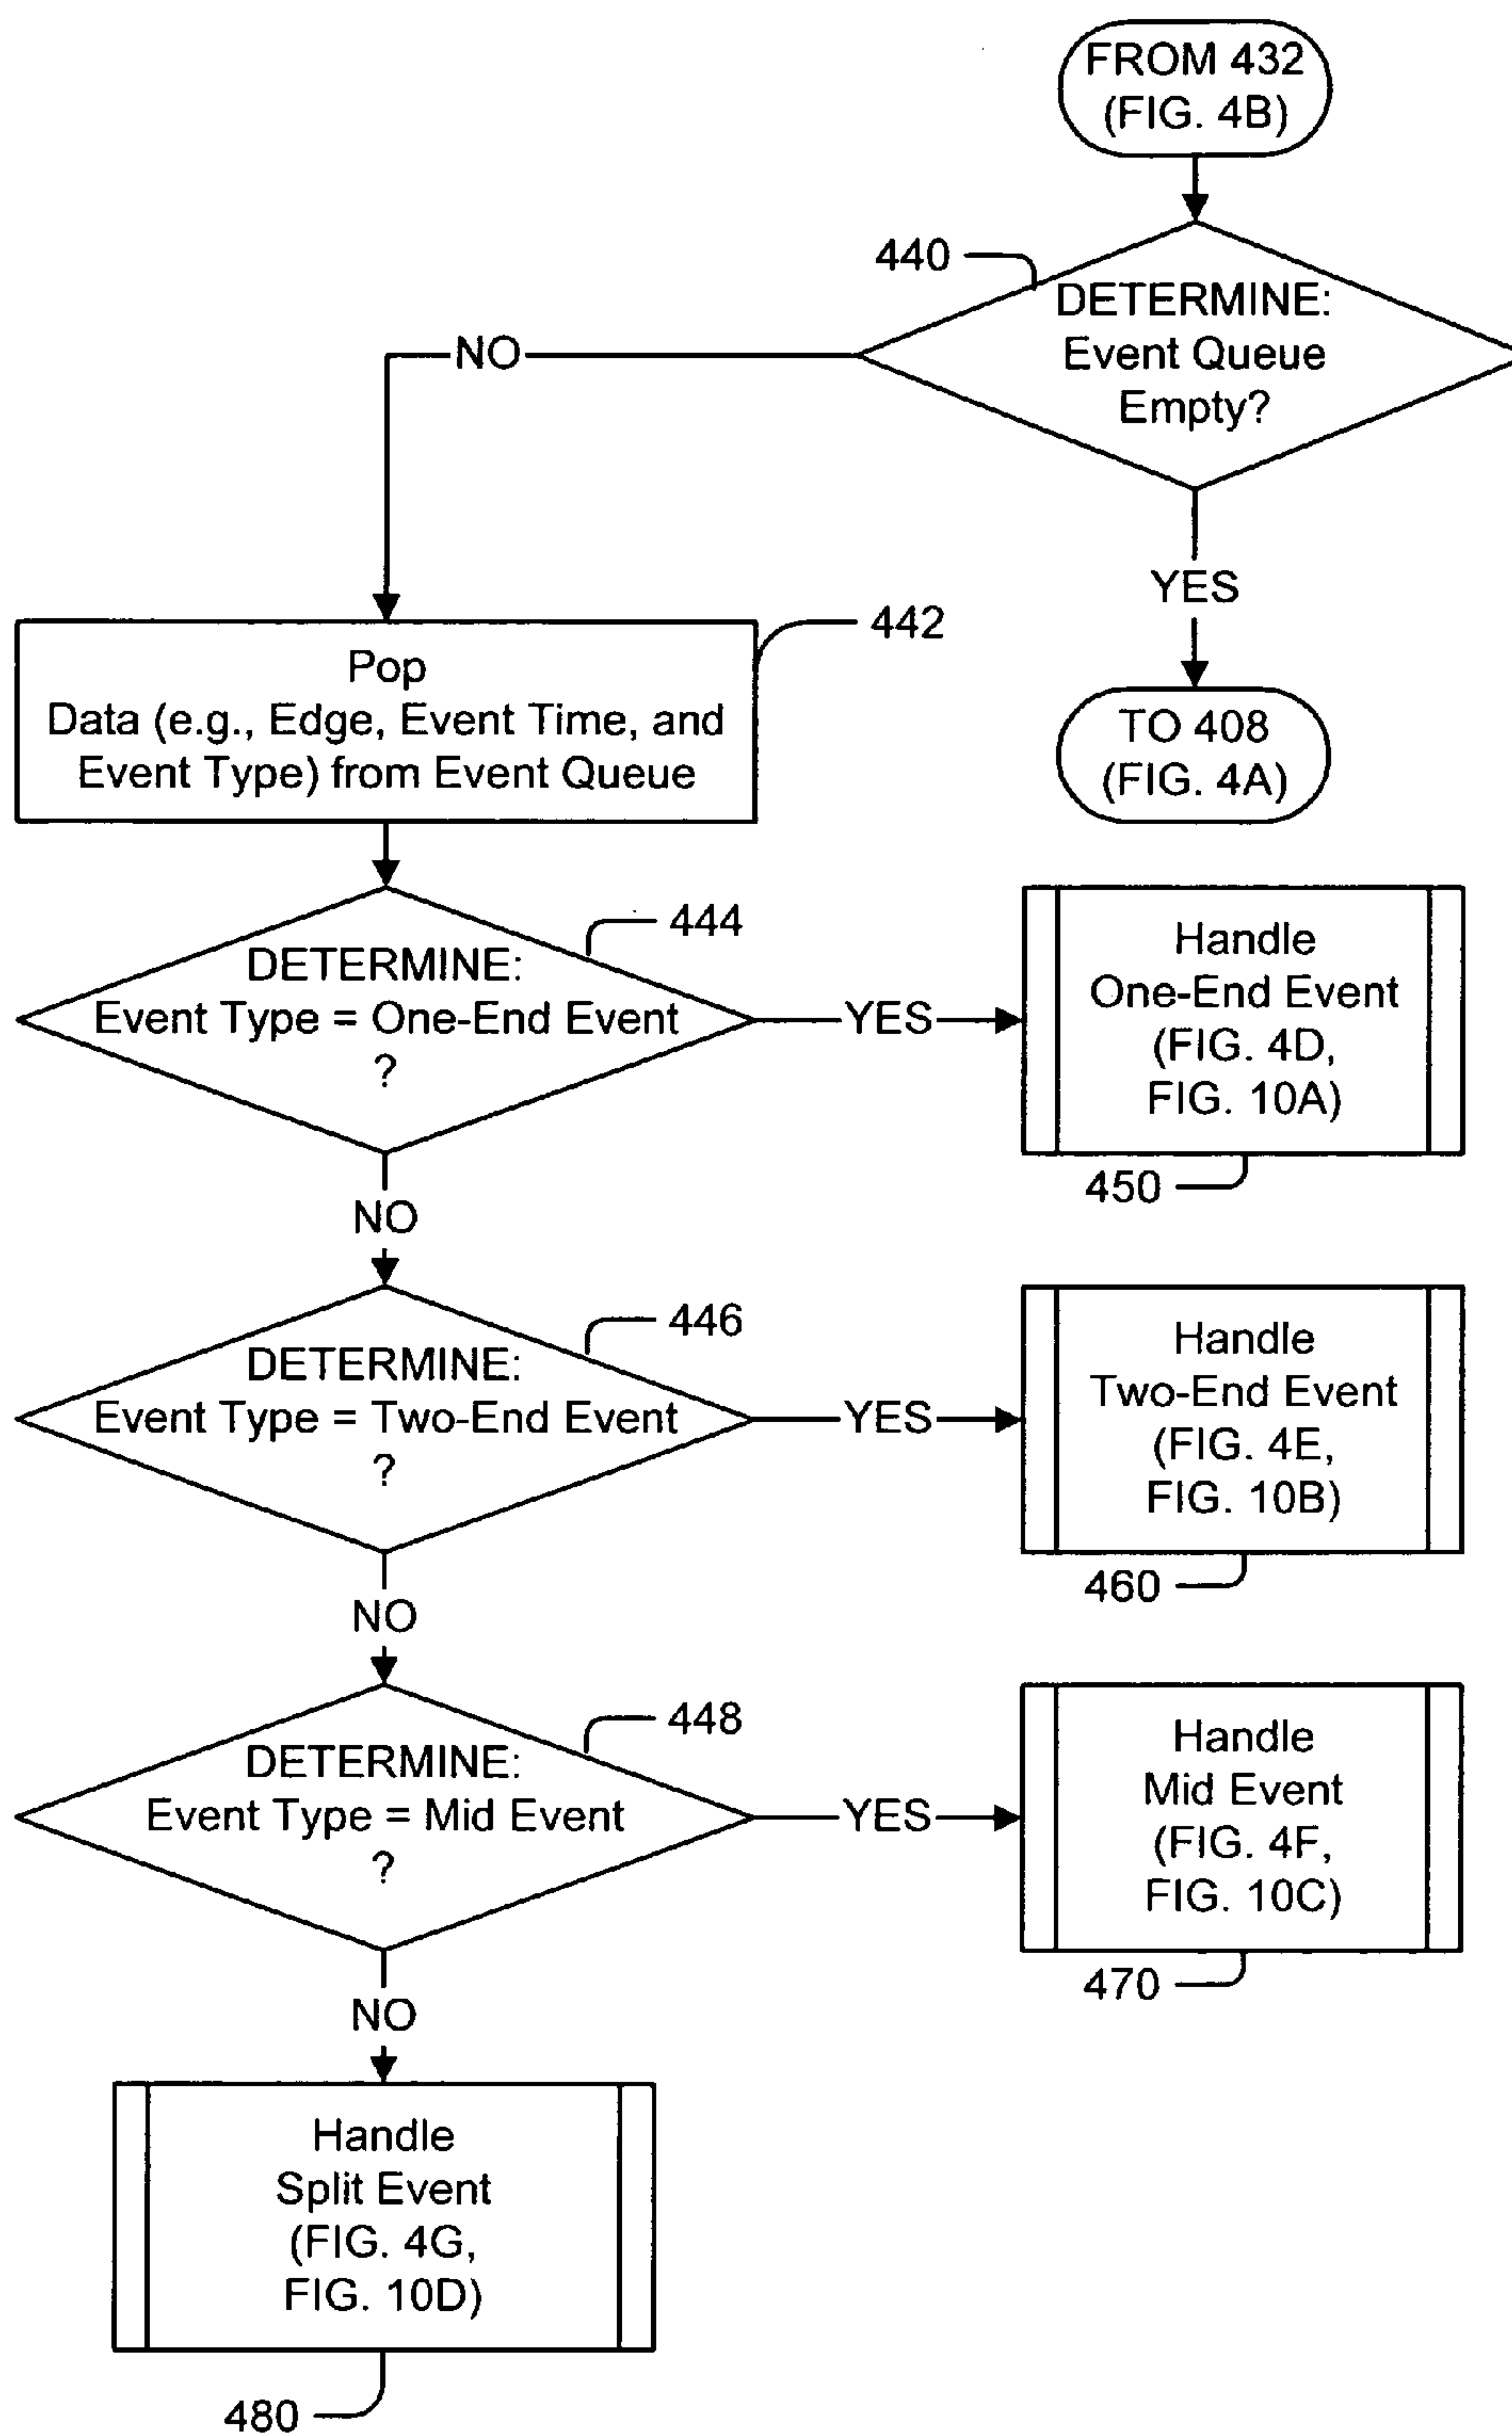 FROM 432
(FIG. 4B)
440
DETERMINE:
Event Queue
Empty?
NO
YES
442
Pop
Data (e.g., Edge, Event Time, and
Event Type) from Event Queue
TO 408
(FIG. 4A)
444
DETERMINE:
Event Type = One-End Event
?
YES
Handle
One-End Event
(FIG. 4D,
FIG. 10A)
450
NO
446
DETERMINE:
Event Type = Two-End Event
?
YES
Handle
Two-End Event
(FIG. 4E,
FIG. 10B)
460
NO
448
DETERMINE:
Event Type = Mid Event
?
YES
Handle
Mid Event
(FIG. 4F,
FIG. 10C)
470
NO
Handle
Split Event
(FIG. 4G,
FIG. 10D)
480